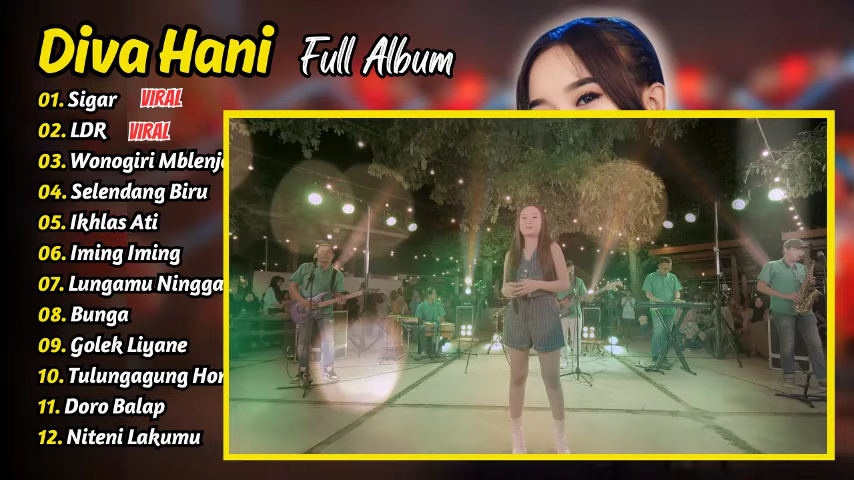 Diva Hani Full Album
01. Sigar VIRAL
02. LDR VIRAL
03. Wonogiri Mblenj
04. Selendang Biru
05. Ikhlas Ati
06. Iming Iming
07. Lungamu Ningga
08. Bunga
09. Golek Liyane
10. Tulungagung Hor
11. Doro Balap
12. Niteni Lakumu